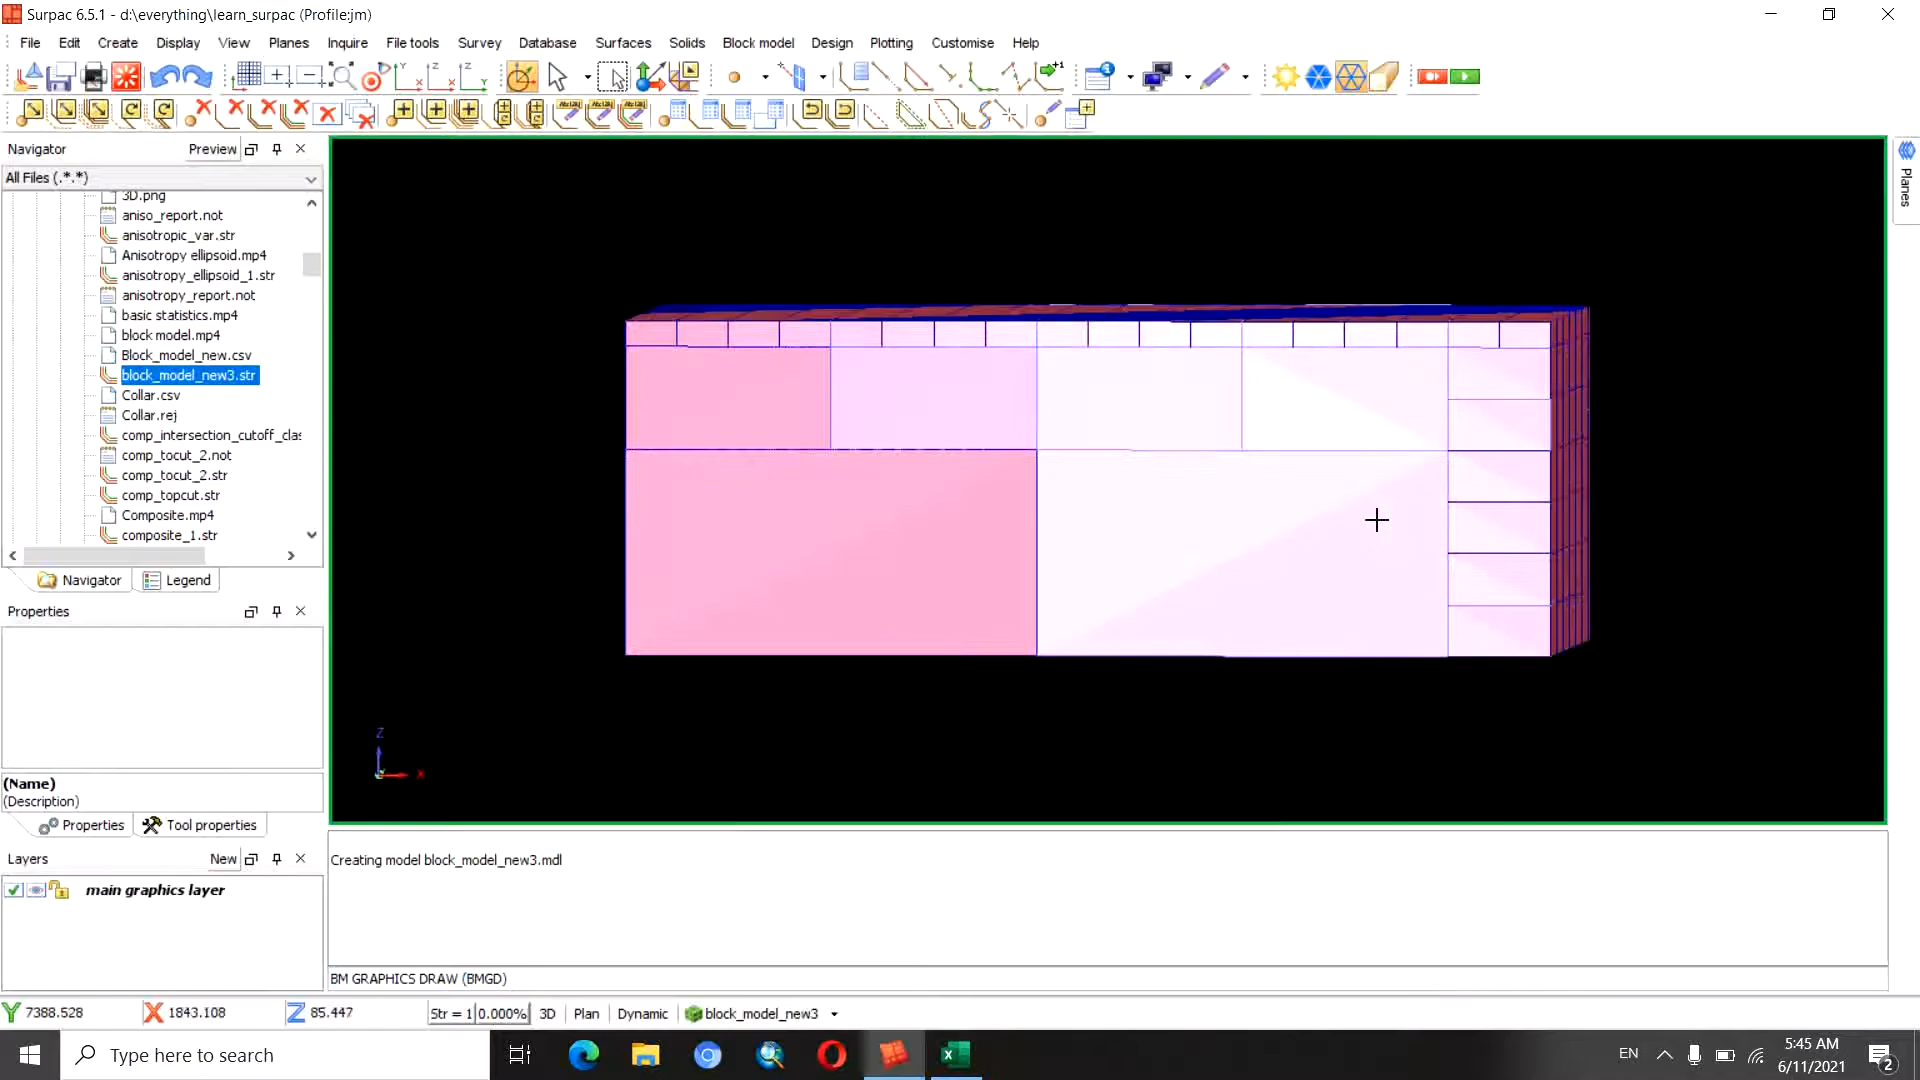 Surpac 6.5.1 - d:\everything\learn_surpac (Profile:jm)
File Edit Create Display View Planes Inquire File tools Survey Database Surfaces Solids Block model Design Plotting Customise Help
Navigator Preview
All Files (*.*)
3D.png
aniso_report.not
anisotropic_var.str
Anisotropy ellipsoid.mp4
anisotropy_ellipsoid_1.str
anisotropy_report.not
basic statistics.mp4
block model.mp4
Block_model_new.csv
block_model_new3.str
Collar.csv
Collar.rej
comp_intersection_cutoff_clas
comp_tocut_2.not
comp_tocut_2.str
comp_topcut.str
Composite.mp4
composite_1.str
Navigator Legend
Properties
(Name)
(Description)
Properties Tool properties
Layers New
main graphics layer
Planes
Z
X
Creating model block_model_new3.mdl
BM GRAPHICS DRAW (BMGD)
Y 7388.528 X 1843.108 Z 85.447 Str = 1 0.000% 3D Plan Dynamic block_model_new3
Type here to search
EN
5:45 AM
6/11/2021
2